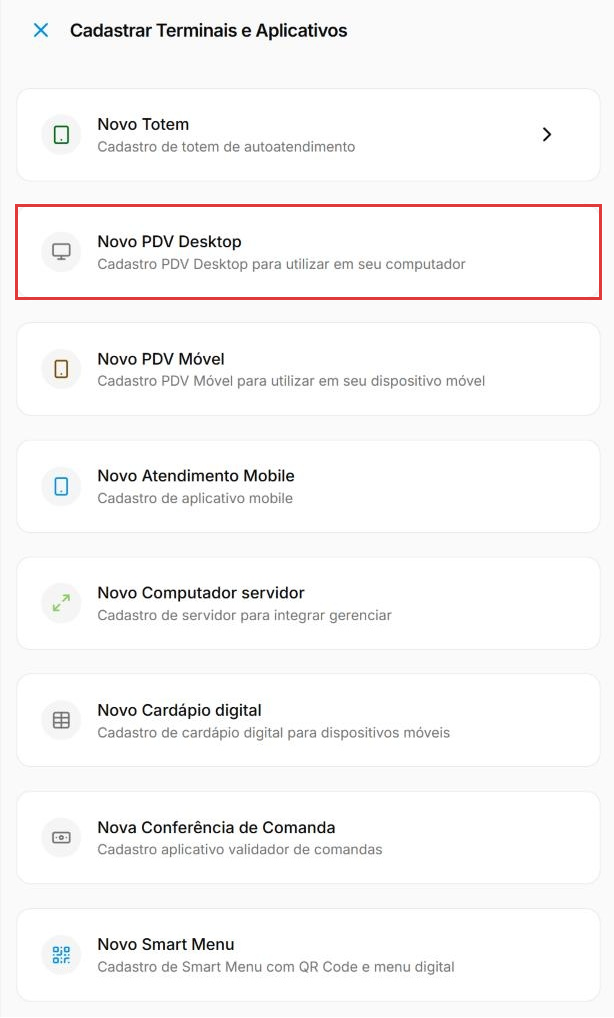 Cadastrar Terminais e Aplicativos
Novo Totem
Cadastro de totem de autoatendimento
Novo PDV Desktop
Cadastro PDV Desktop para utilizar em seu computador
Novo PDV Móvel
Cadastro PDV Móvel para utilizar em seu dispositivo móvel
Novo Atendimento Mobile
Cadastro de aplicativo mobile
Novo Computador servidor
Cadastro de servidor para integrar gerenciar
Novo Cardápio digital
Cadastro de cardápio digital para dispositivos móveis
Nova Conferência de Comanda
Cadastro aplicativo validador de comandas
Novo Smart Menu
Cadastro de Smart Menu com QR Code e menu digital